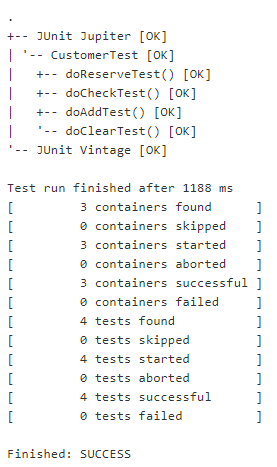 .
+-- JUnit Jupiter [OK]
| '-- CustomerTest [OK]
|   +-- doReserveTest() [OK]
|   +-- doCheckTest() [OK]
|   +-- doAddTest() [OK]
|   '-- doClearTest() [OK]
'-- JUnit Vintage [OK]

Test run finished after 1188 ms
[         3 containers found      ]
[         0 containers skipped    ]
[         3 containers started    ]
[         0 containers aborted    ]
[         3 containers successful ]
[         0 containers failed     ]
[         4 tests found           ]
[         0 tests skipped         ]
[         4 tests started         ]
[         0 tests aborted         ]
[         4 tests successful      ]
[         0 tests failed          ]

Finished: SUCCESS